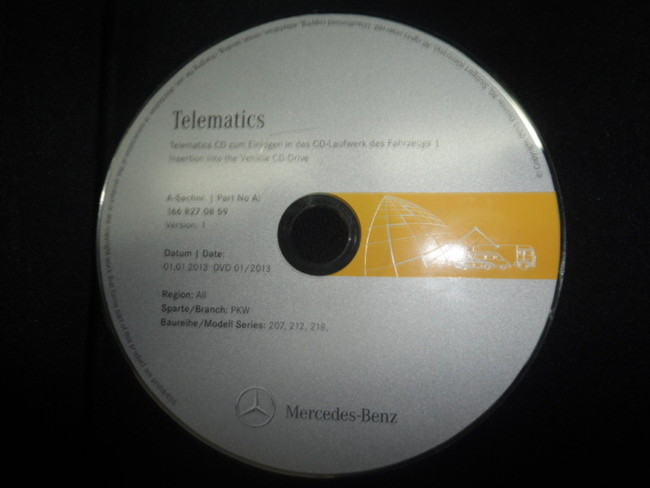 Telematics
Telematics CD zum Einlegen in das CD-Laufwerk des Fahrzeugs |
Insertion into the Vehicle CD Drive
A-Sachnr. | Part No A:
166 827 08 59
Version: 1
Datum | Date:
01.01.2013 DVD 01/2013
Region: All
Sparte/Branch: PKW
Baureihe/Modell Series: 207, 212, 218,
Mercedes-Benz